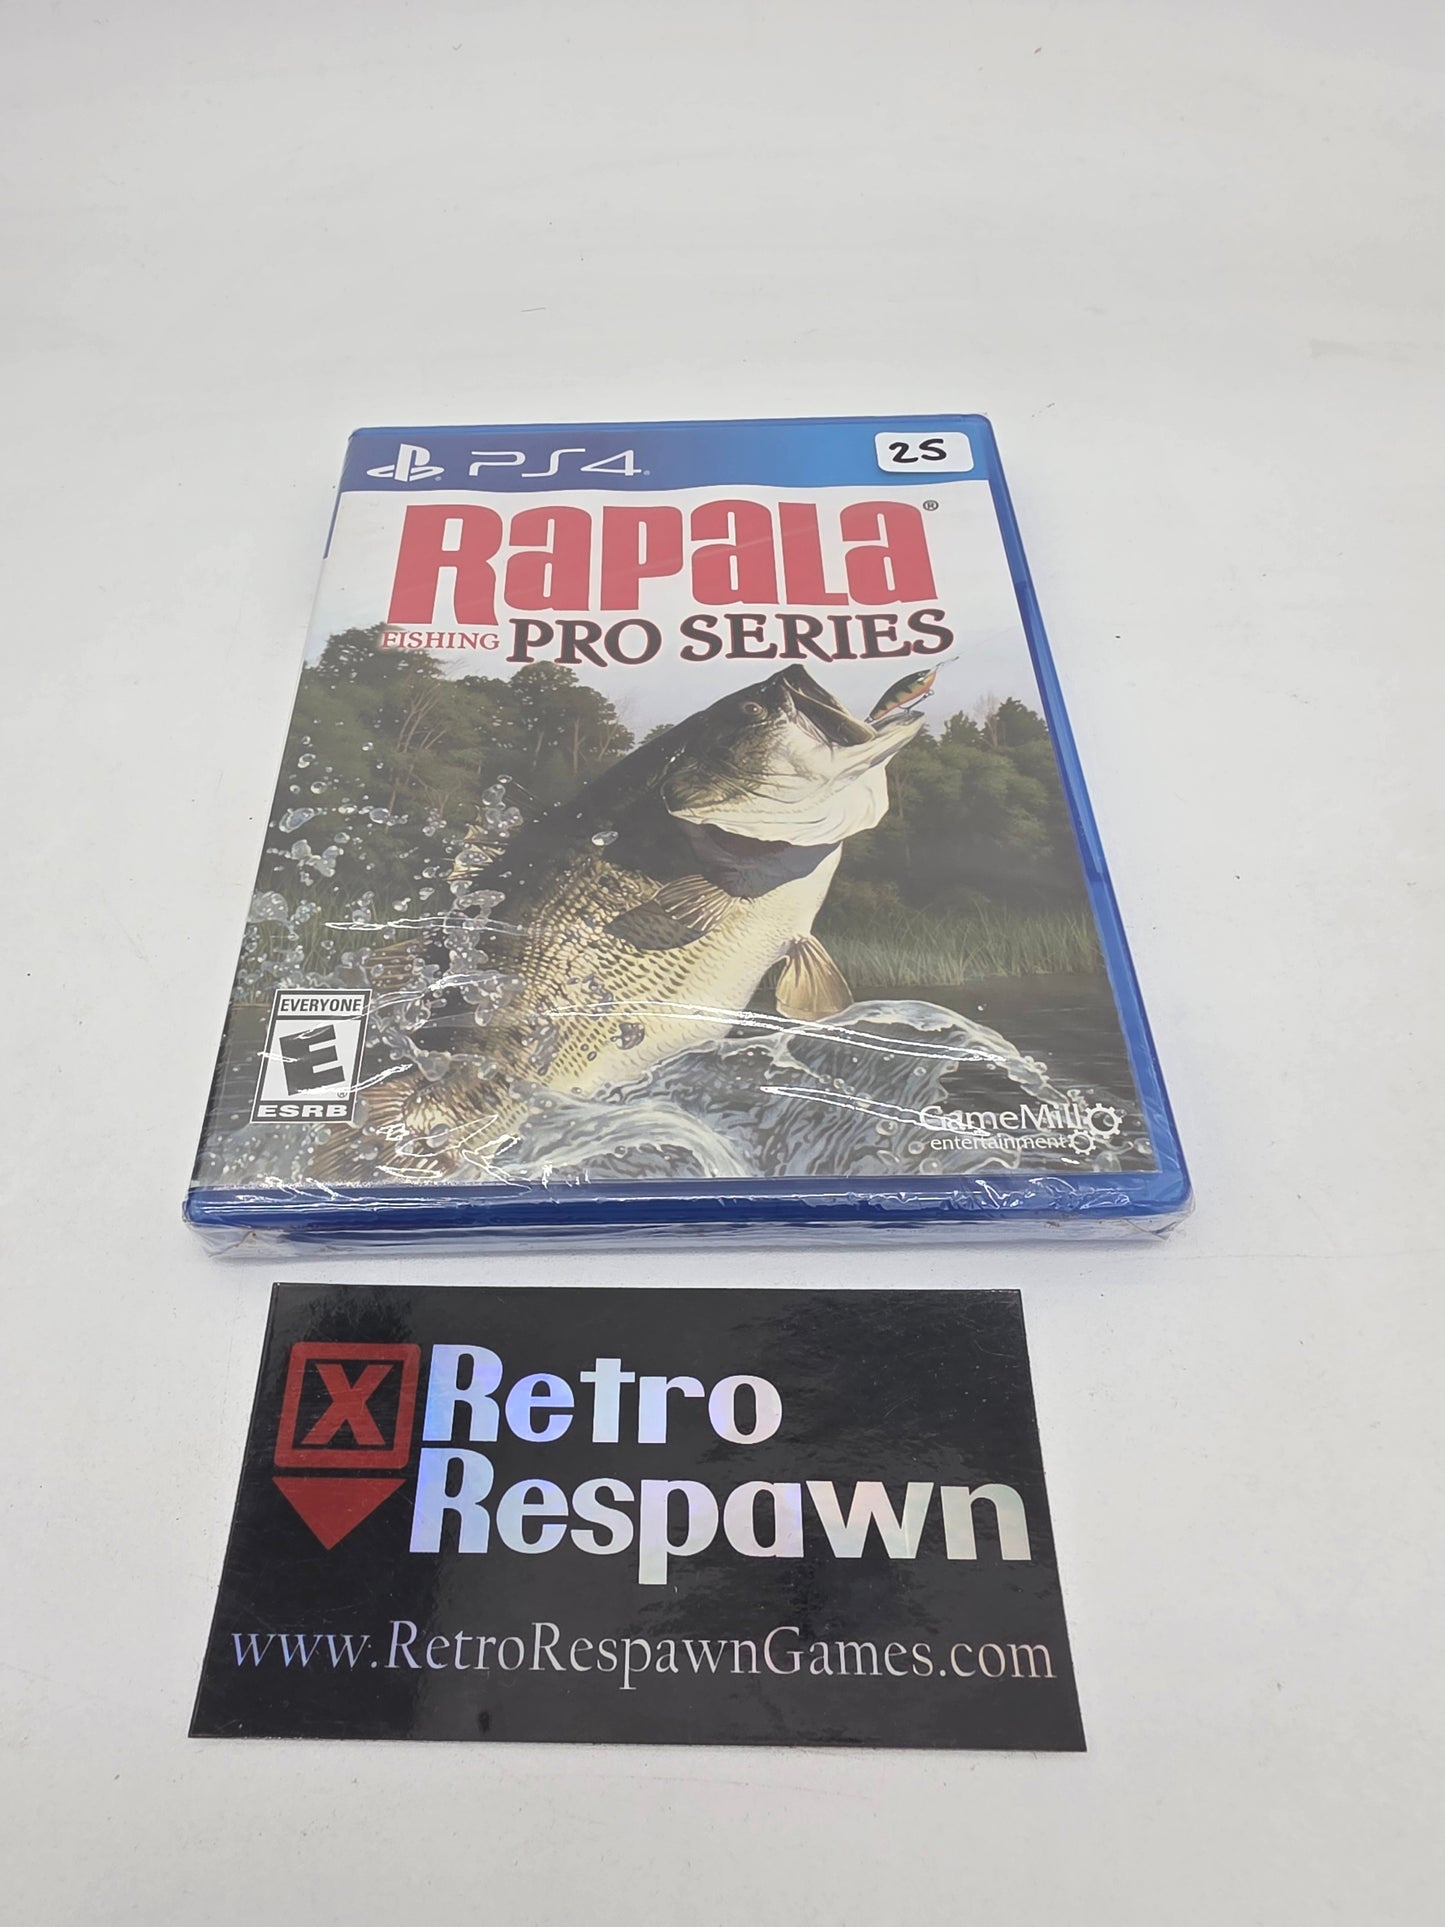 PS4 25
RAPALA®
FISHING PRO SERIES
EVERYONE
E
ESRB
GameMill
entertainment
X Retro
Respawn
www.RetroRespawnGames.com